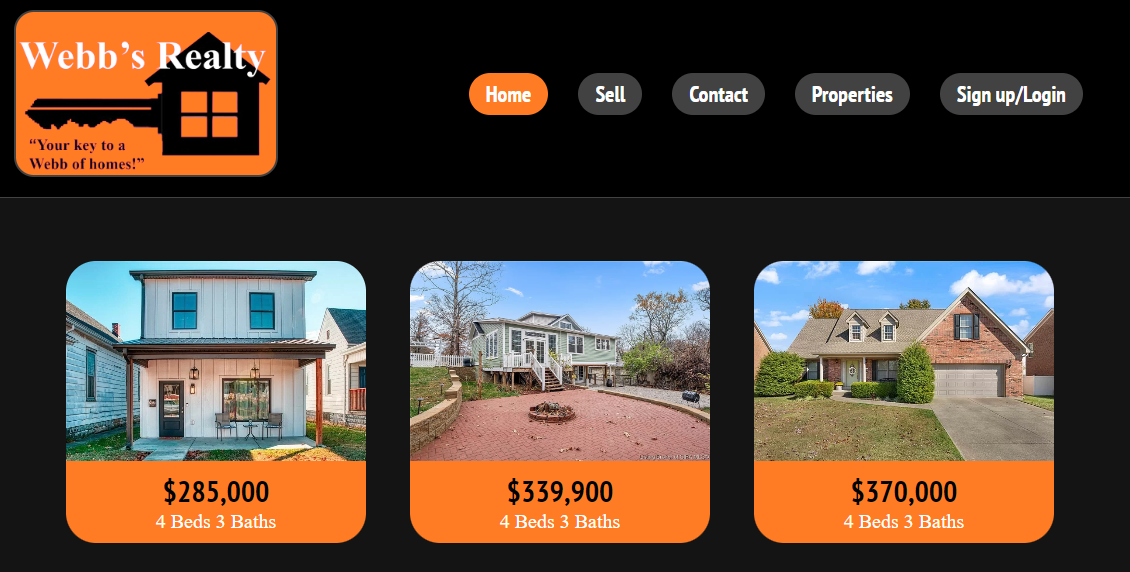 Webb’s Realty
“Your key to a
Webb of homes!”
Home Sell Contact Properties Sign up/Login
$285,000
4 Beds 3 Baths
$339,900
4 Beds 3 Baths
$370,000
4 Beds 3 Baths